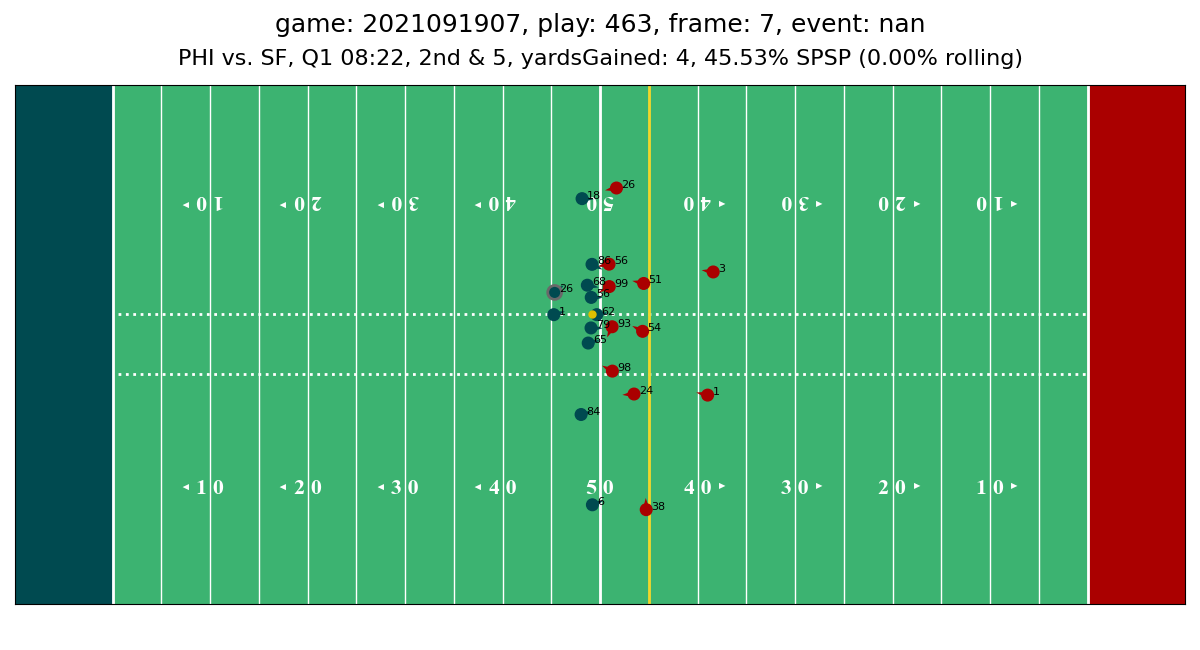 game: 2021091907, play: 463, frame: 7, event: nan
PHI vs. SF, Q1 08:22, 2nd & 5, yardsGained: 4, 45.53% SPSP (0.00% rolling)
26
18
10 20 30 40 50 40 30 20 10
86 56
3
68 99 51
26 56
1 62
79 93 54
65
98
24 1
84
10 20 30 40 50 40 30 20 10
6 38